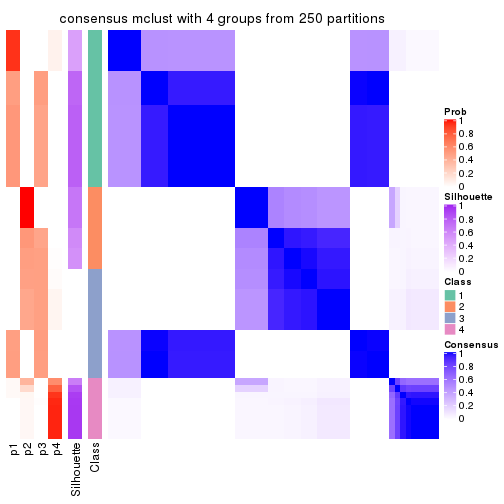 consensus mclust with 4 groups from 250 partitions
Prob
1
0.8
0.6
0.4
0.2
0
Silhouette
1
0.8
0.6
0.4
0.2
0
Class
1
2
3
4
Consensus
1
0.8
0.6
0.4
0.2
0
p1
p2
p3
p4
Silhouette
Class